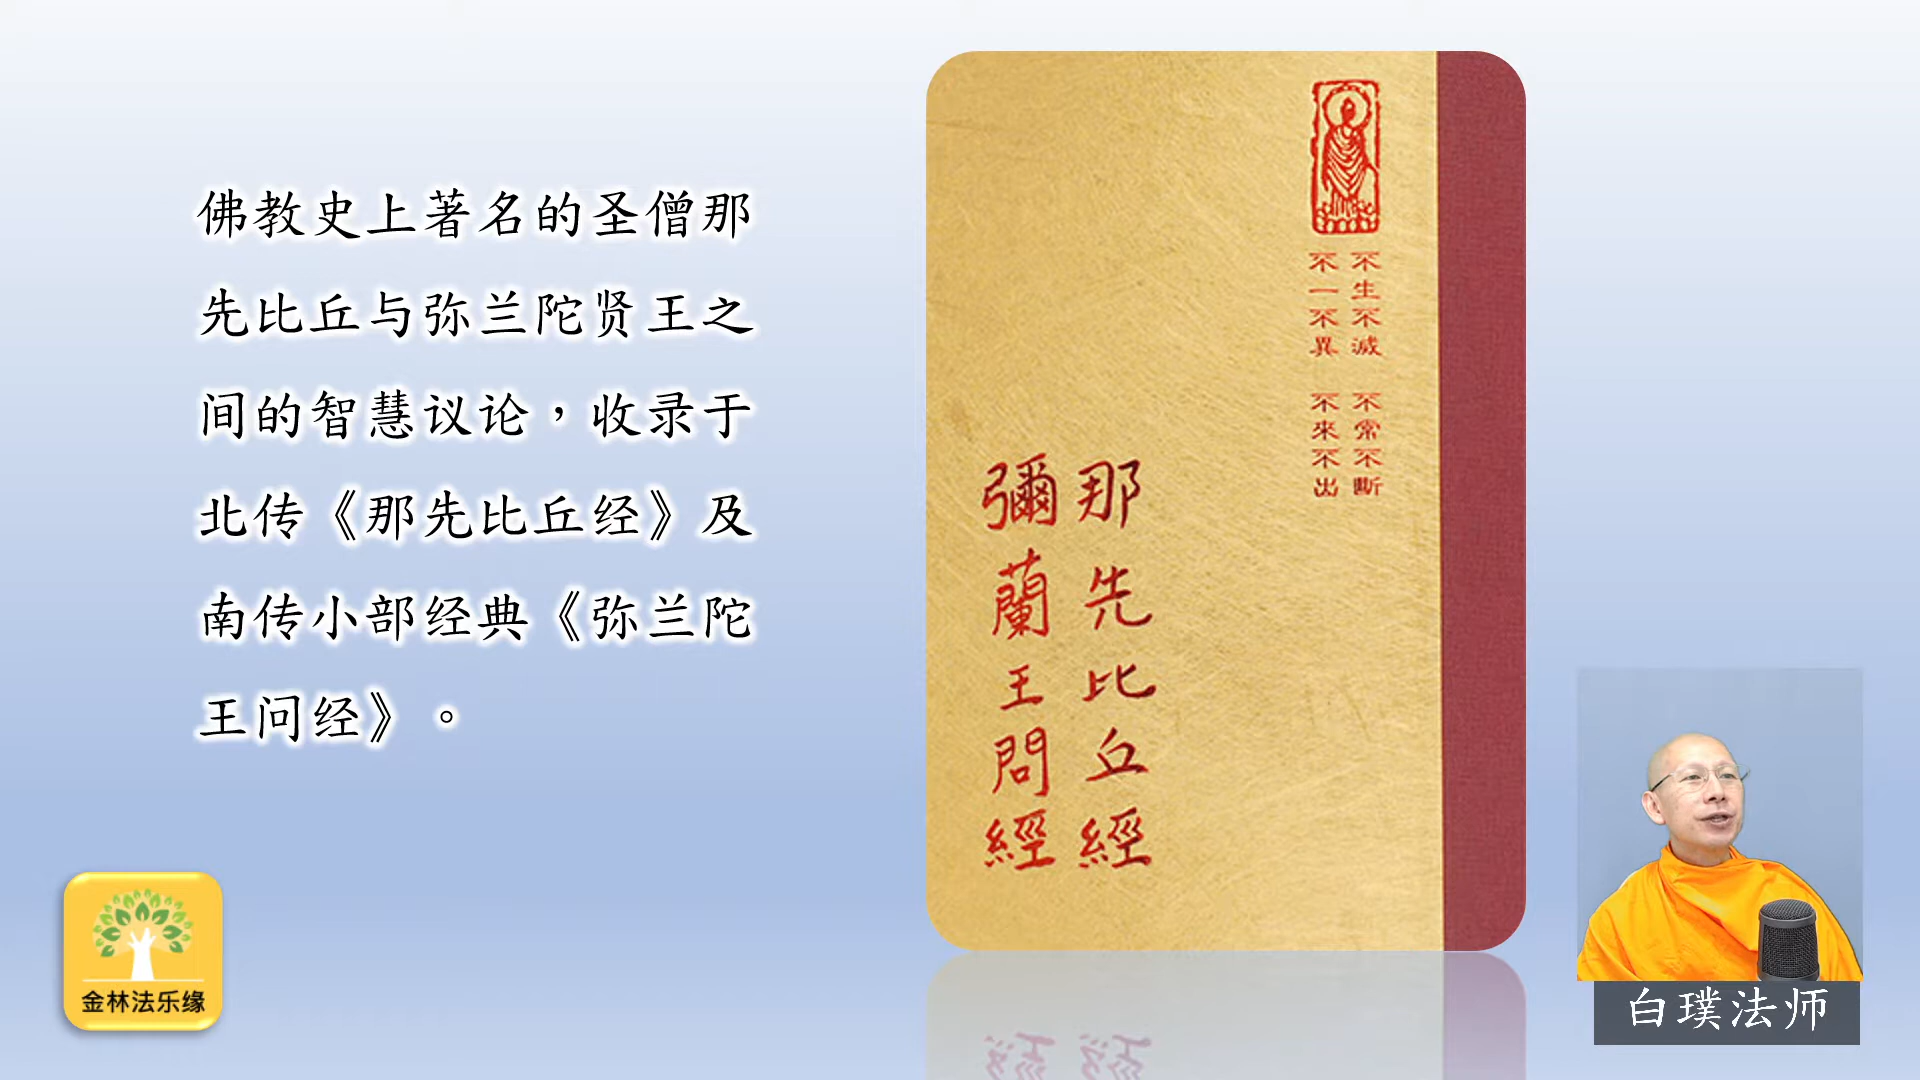 佛教史上著名的圣僧那
先比丘与弥兰陀贤王之
间的智慧议论，收录于
北传《那先比丘经》及
南传小部经典《弥兰陀
王问经》。
不生不滅 不常不断
不一不異 不來不出
那先比丘經
彌蘭王問經
金林法乐缘
白璞法师